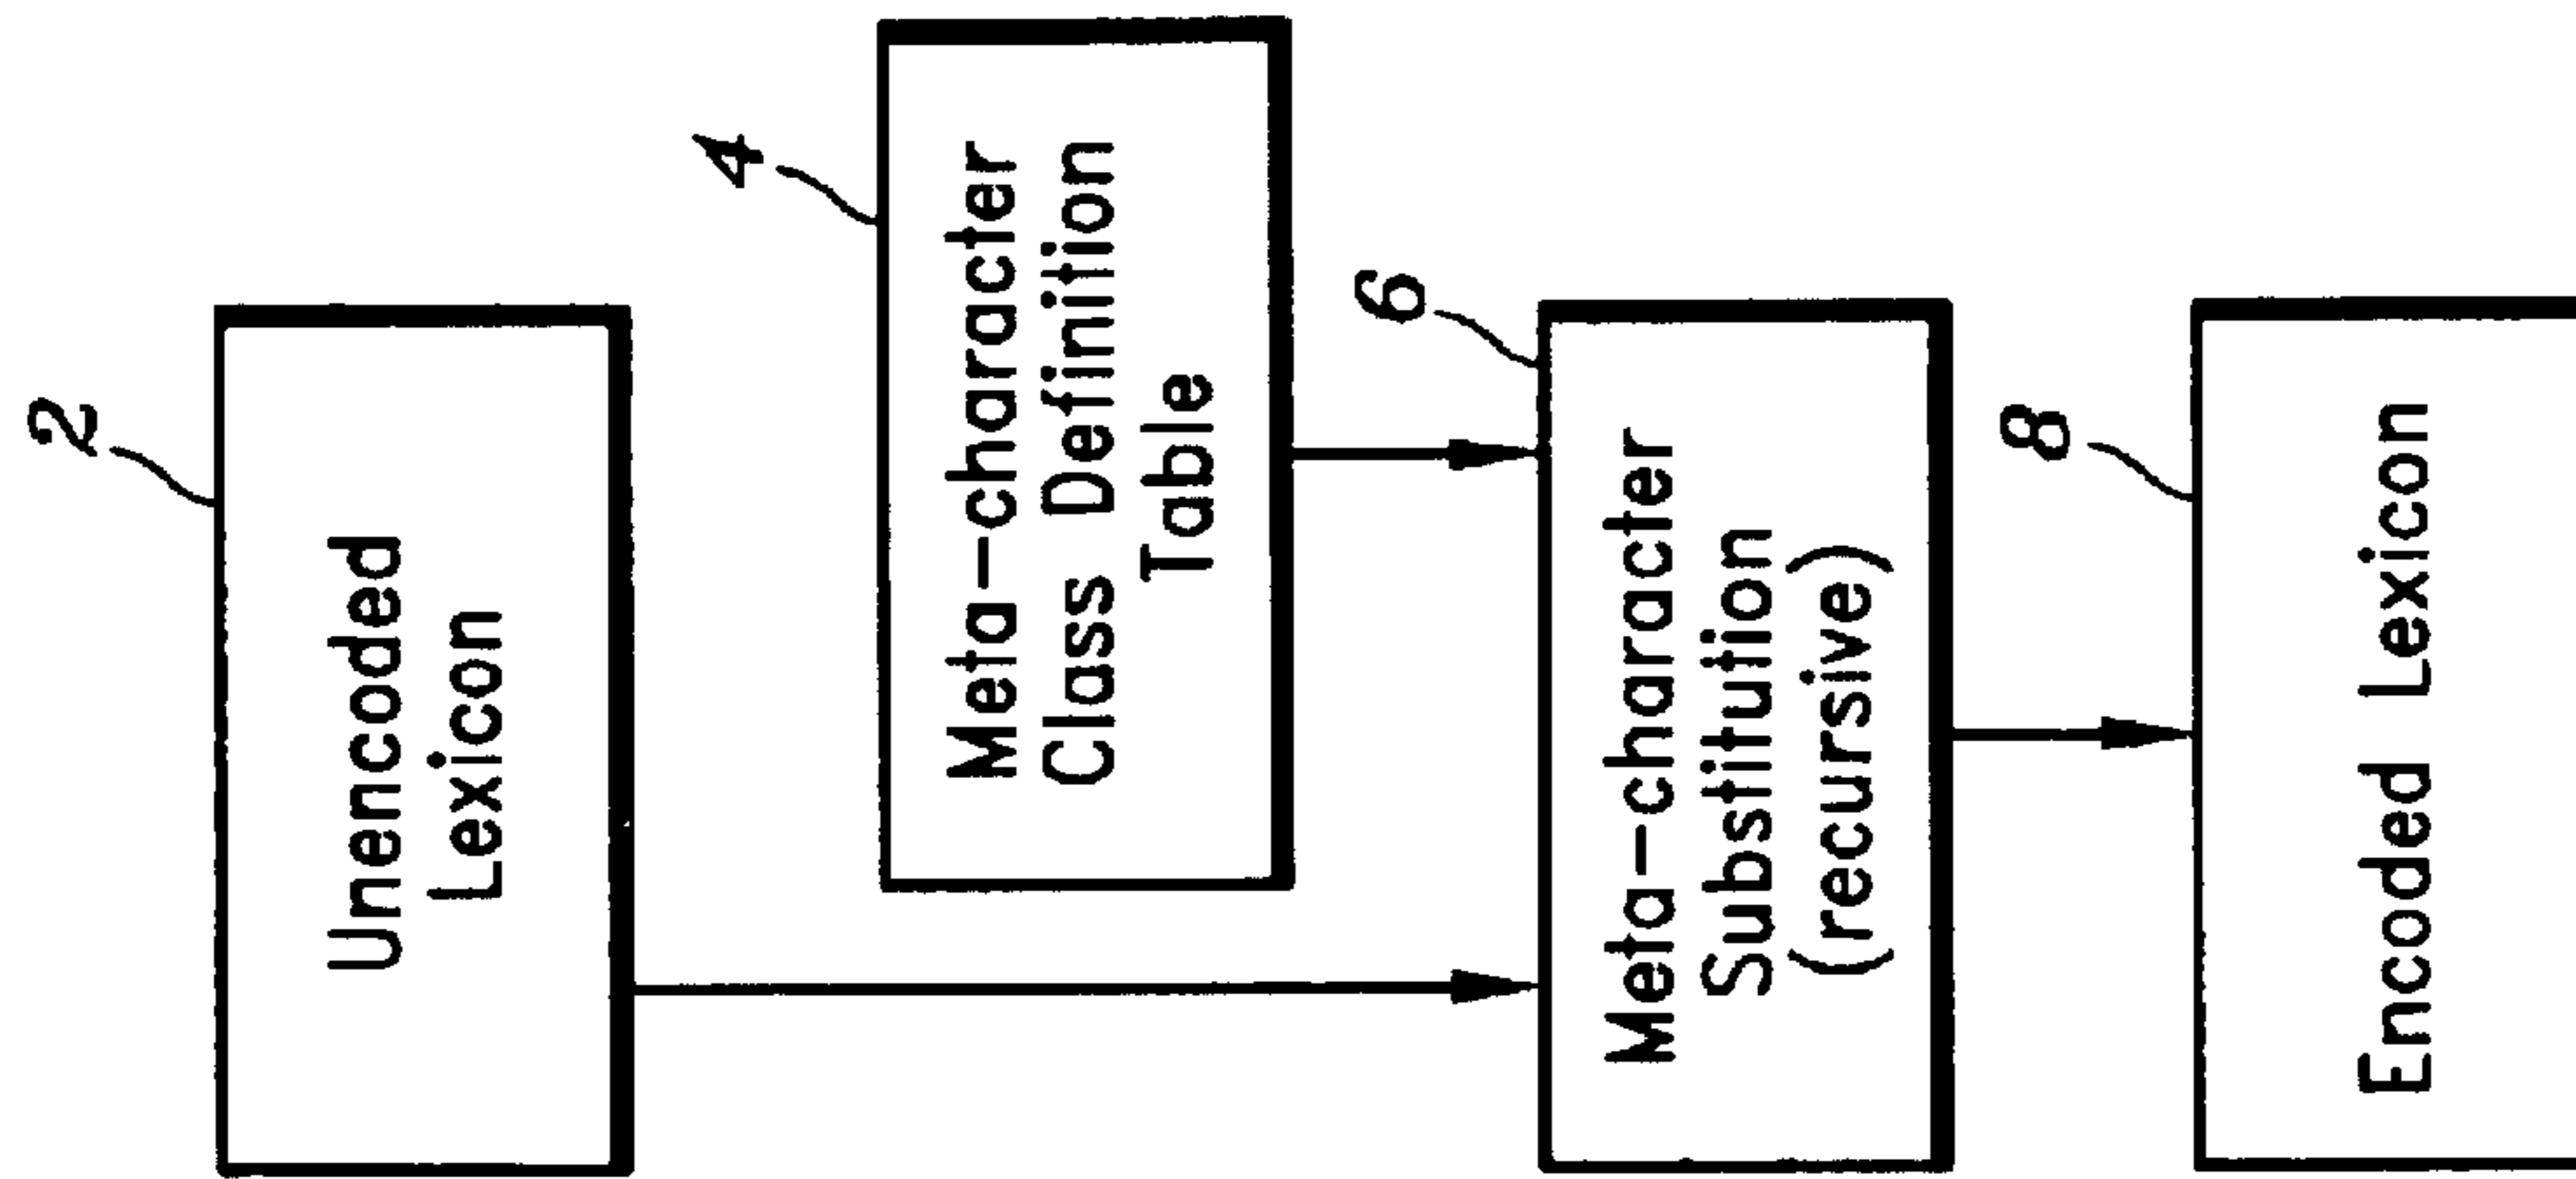 2
Unencoded
Lexicon
4
Meta-character
Class Definition
Table
6
Meta-character
Substitution
(recursive)
8
Encoded Lexicon